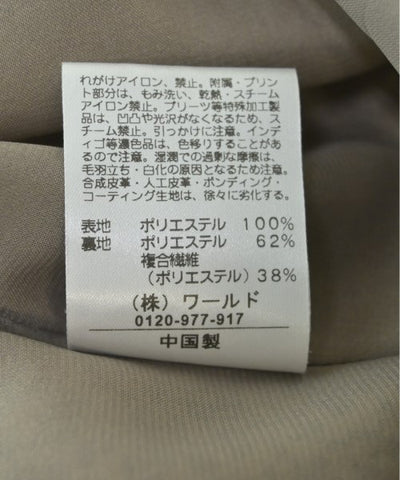 れがけアイロン、禁止。附属・プリン
ト部分は、もみ洗い、乾熱・スチーム
アイロン禁止。プリーツ等特殊加工製
品は、凹凸や光沢がなくなるため、ス
チーム禁止。引っかけに注意。インデ
ィゴ等濃色品は、色移りすることがあ
るので注意。湿潤での過剰な摩擦は、
毛羽立ち・白化の原因となるため注意。
合成皮革・人工皮革・ボンディング・
コーティング生地は、徐々に劣化する。
表地 ポリエステル 100%
裏地 ポリエステル 62%
複合繊維
(ポリエステル) 38%
(株) ワールド
0120-977-917
中国製